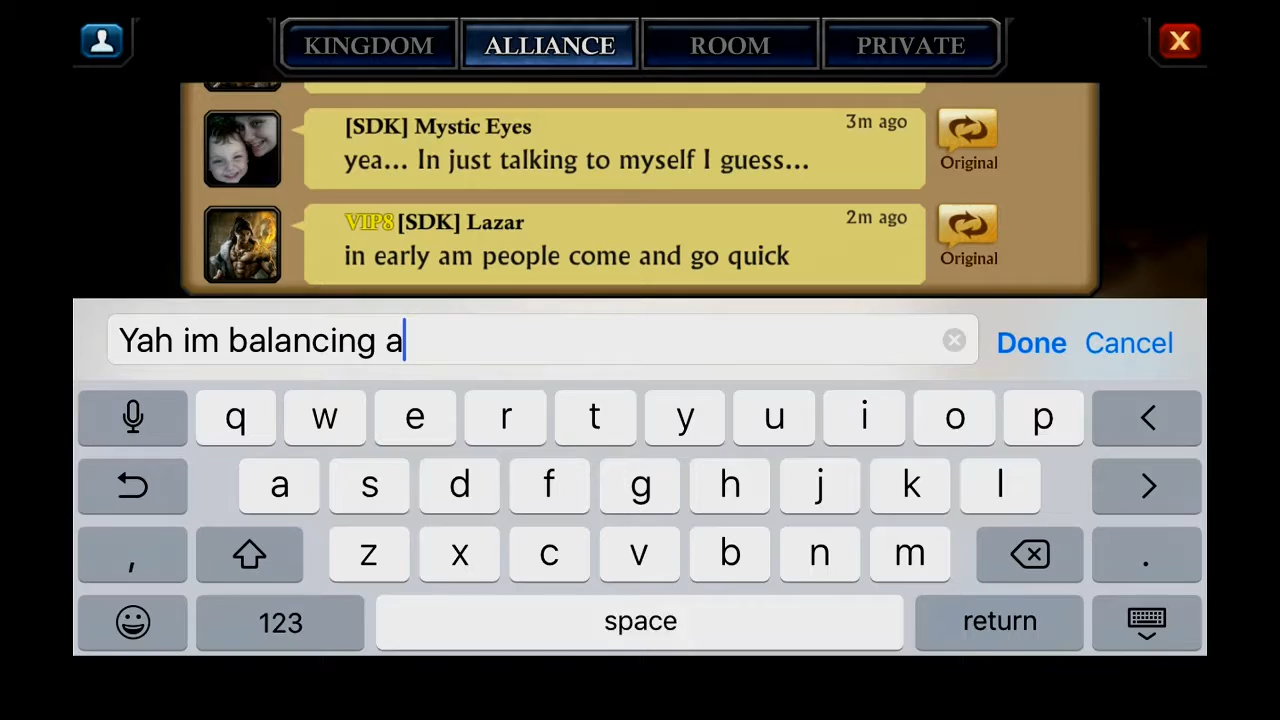 KINGDOM ALLIANCE ROOM PRIVATE X
[SDK] Mystic Eyes 3m ago
yea... In just talking to myself I guess...
Original
VIP8 [SDK] Lazar 2m ago
in early am people come and go quick
Original
Yah im balancing a
Done Cancel
q w e r t y u i o p <
a s d f g h j k l >
, z x c v b n m .
123 space return